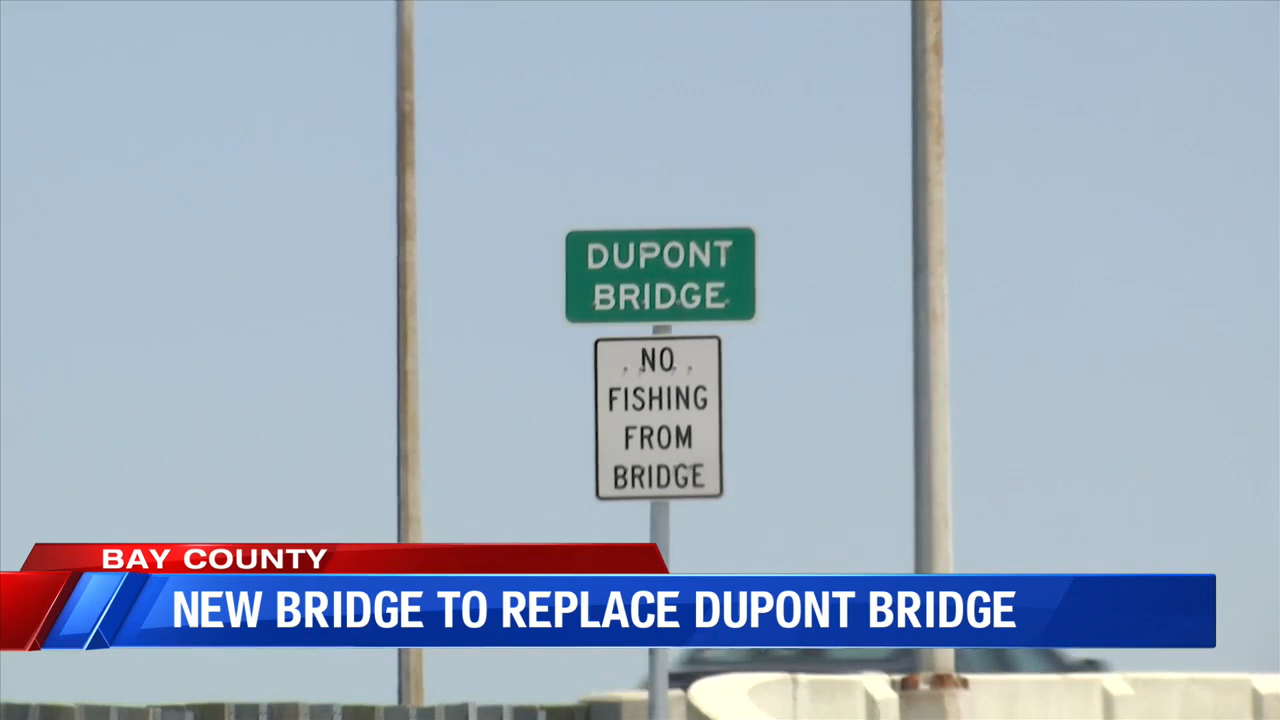 DUPONT
BRIDGE
NO
FISHING
FROM
BRIDGE
BAY COUNTY
NEW BRIDGE TO REPLACE DUPONT BRIDGE